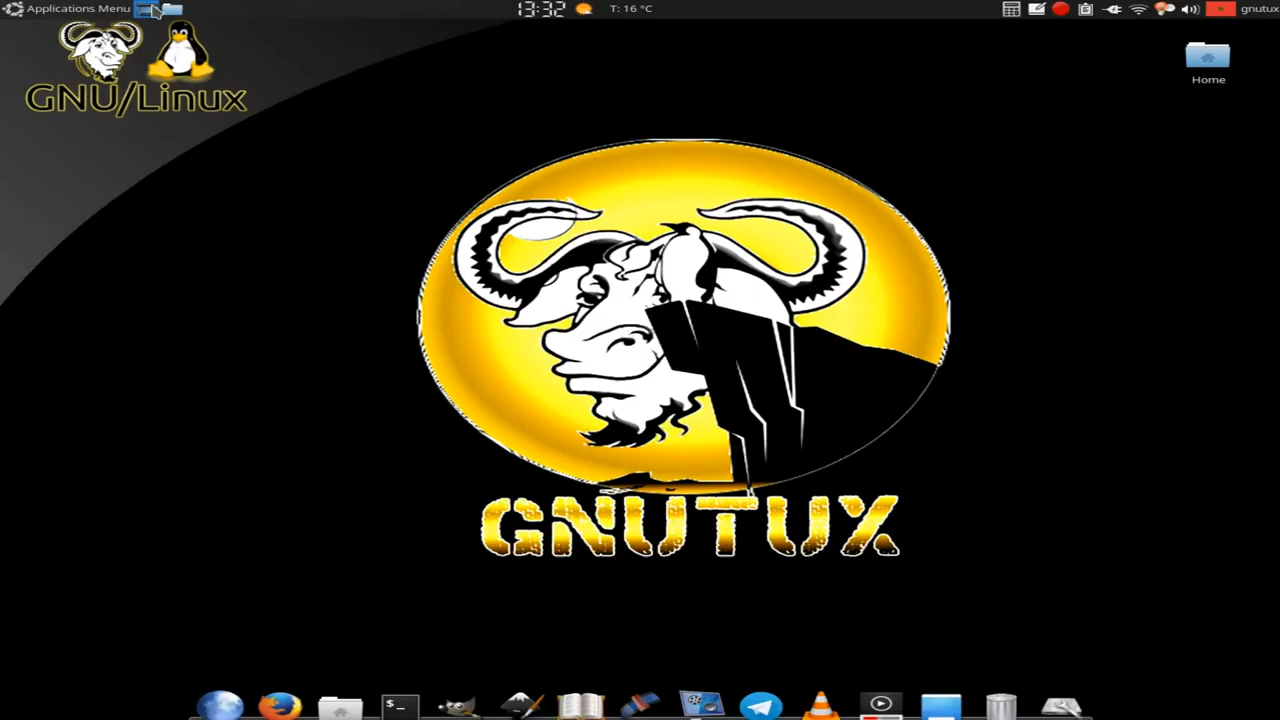 Applications Menu
13:32
T: 16 °C
gnutux
GNU/Linux
Home
GNUTUX
$_